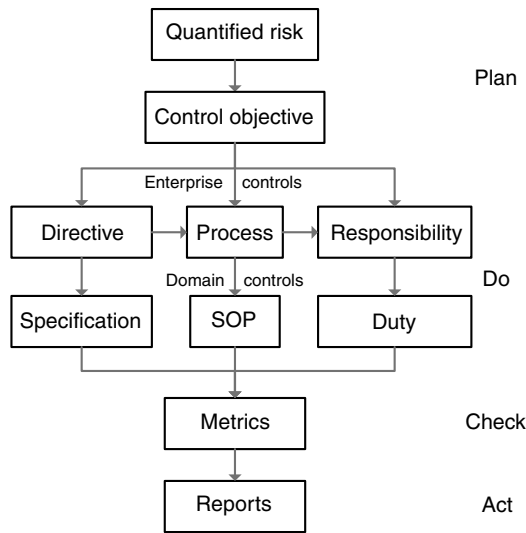 Quantified risk
Plan
Control objective
Enterprise controls
Directive
Process
Responsibility
Domain controls
Do
Specification
SOP
Duty
Metrics
Check
Reports
Act